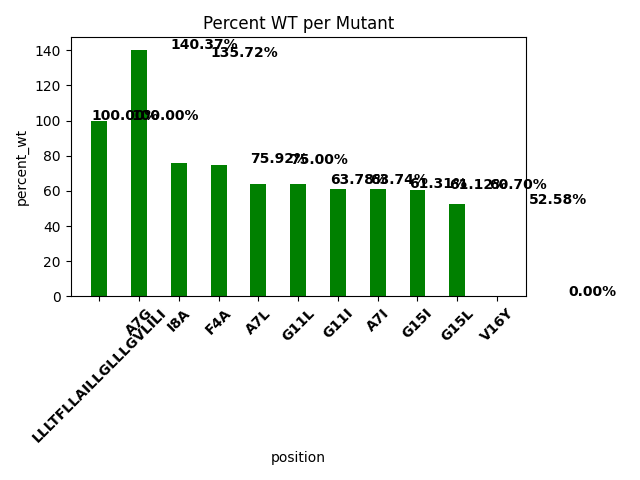 Percent WT per Mutant
140
120
100
80
60
40
20
0
percent_wt
100.00%
100.00%
140.37%
135.72%
75.92%
75.00%
63.78%
63.74%
61.31%
61.12%
60.70%
52.58%
0.00%
LLLTFLLAILLGLLLGVLILI
A7G
I8A
F4A
A7L
G11L
G11I
A7I
G15I
G15L
V16Y
position